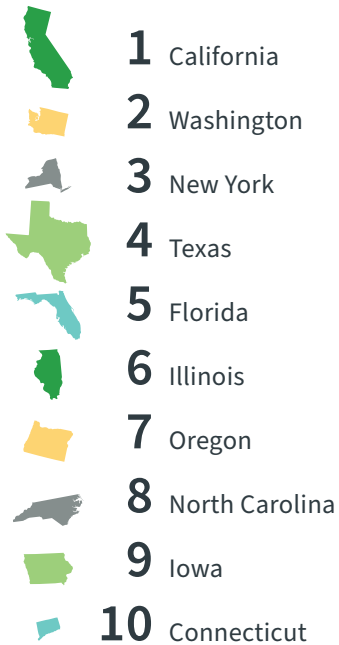 1 California
2 Washington
3 New York
4 Texas
5 Florida
6 Illinois
7 Oregon
8 North Carolina
9 Iowa
10 Connecticut